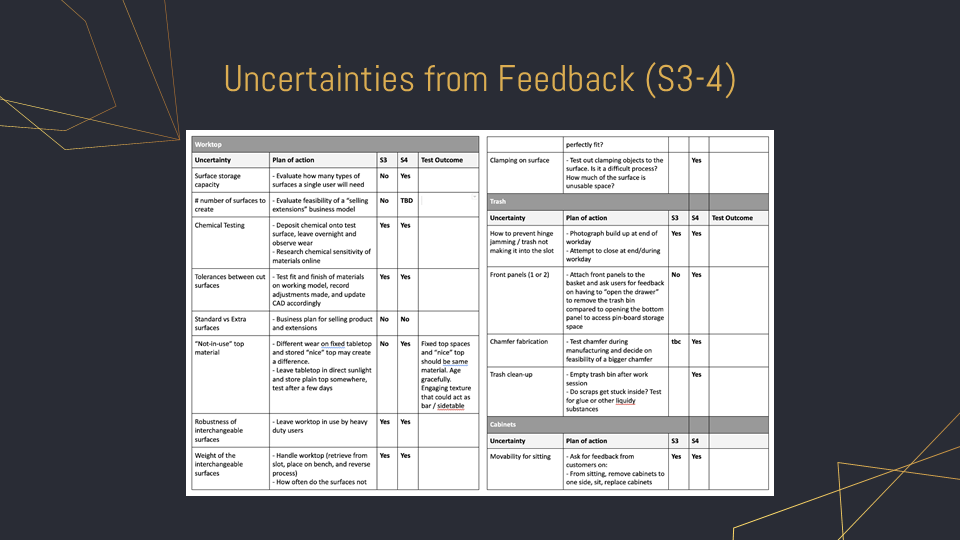 Uncertainties from Feedback (S3-4)
Worktop
Uncertainty Plan of action S3 S4 Test Outcome
Surface storage capacity - Evaluate how many types of surfaces a single user will need No Yes
# number of surfaces to create - Evaluate feasibility of a "selling extensions" business model No TBD
Chemical Testing - Deposit chemical onto test surface, leave overnight and observe wear Yes Yes
- Research chemical sensitivity of materials online
Tolerances between cut surfaces - Test fit and finish of materials on working model, record adjustments made, and update CAD accordingly Yes Yes
Standard vs Extra surfaces - Business plan for selling product and extensions No No
"Not-in-use" top material - Different wear on fixed tabletop and stored "nice" top may create a difference. No Yes Fixed top spaces and "nice" top should be same material. Age gracefully. Engaging texture that could act as bar / sidetable
- Leave tabletop in direct sunlight and store plain top somewhere, test after a few days
Robustness of interchangeable surfaces - Leave worktop in use by heavy duty users Yes Yes
Weight of the interchangeable surfaces - Handle worktop (retrieve from slot, place on bench, and reverse process) Yes Yes
- How often do the surfaces not
perfectly fit?
Clamping on surface - Test out clamping objects to the surface. Is it a difficult process? How much of the surface is unusable space? Yes
Trash
Uncertainty Plan of action S3 S4 Test Outcome
How to prevent hinge jamming / trash not making it into the slot - Photograph build up at end of workday Yes Yes
- Attempt to close at end/during workday
Front panels (1 or 2) - Attach front panels to the basket and ask users for feedback on having to "open the drawer" to remove the trash bin compared to opening the bottom panel to access pin-board storage space No Yes
Chamfer fabrication - Test chamfer during manufacturing and decide on feasibility of a bigger chamfer tbc Yes
Trash clean-up - Empty trash bin after work session Yes
- Do scraps get stuck inside? Test for glue or other liquidy substances
Cabinets
Uncertainty Plan of action S3 S4
Movability for sitting - Ask for feedback from customers on: Yes Yes
- From sitting, remove cabinets to one side, sit, replace cabinets